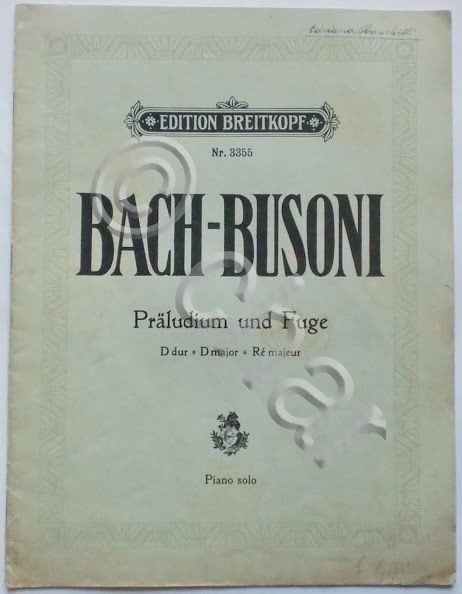 EDITION BREITKOPF
Nr. 3355
BACH-BUSONI
Präludium und Fuge
D dur • D major • Ré majeur
Piano solo